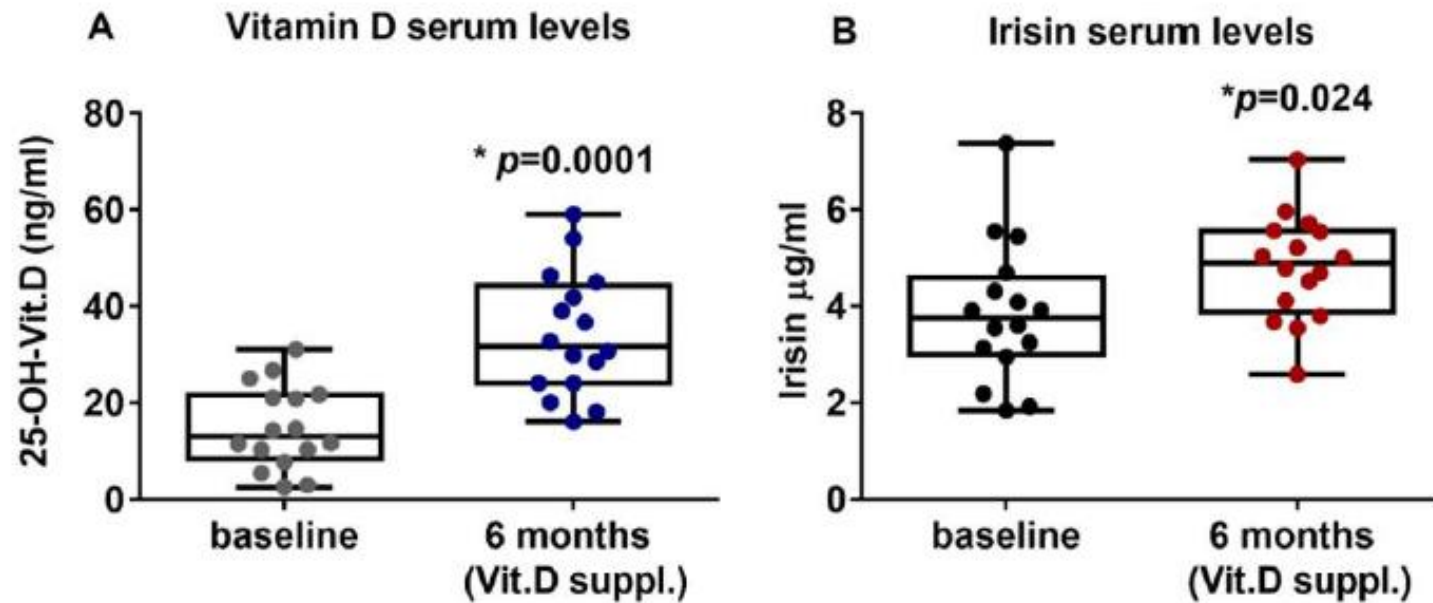 A Vitamin D serum levels
25-OH-Vit.D (ng/ml)
80
60
40
20
0
* p=0.0001
baseline
6 months
(Vit.D suppl.)
B Irisin serum levels
Irisin μg/ml
8
6
4
2
0
*p=0.024
baseline
6 months
(Vit.D suppl.)